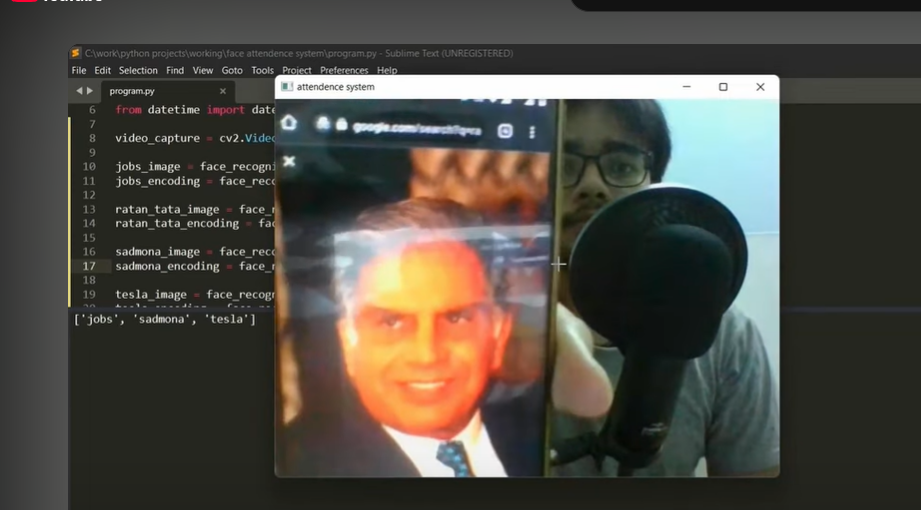 C:\work\python projects\working\face attendence system\program.py - Sublime Text (UNREGISTERED)
File Edit Selection Find View Goto Tools Project Preferences Help
program.py
attendence system
6 from datetime import date
7
8 video_capture = cv2.Vide
9
10 jobs_image = face_recogni
11 jobs_encoding = face_reco
12
13 ratan_tata_image = face_r
14 ratan_tata_encoding = fa
15
16 sadmona_image = face_reco
17 sadmona_encoding = face_r
18
19 tesla_image = face_recogn
['jobs', 'sadmona', 'tesla']
google.com/search?q=ra